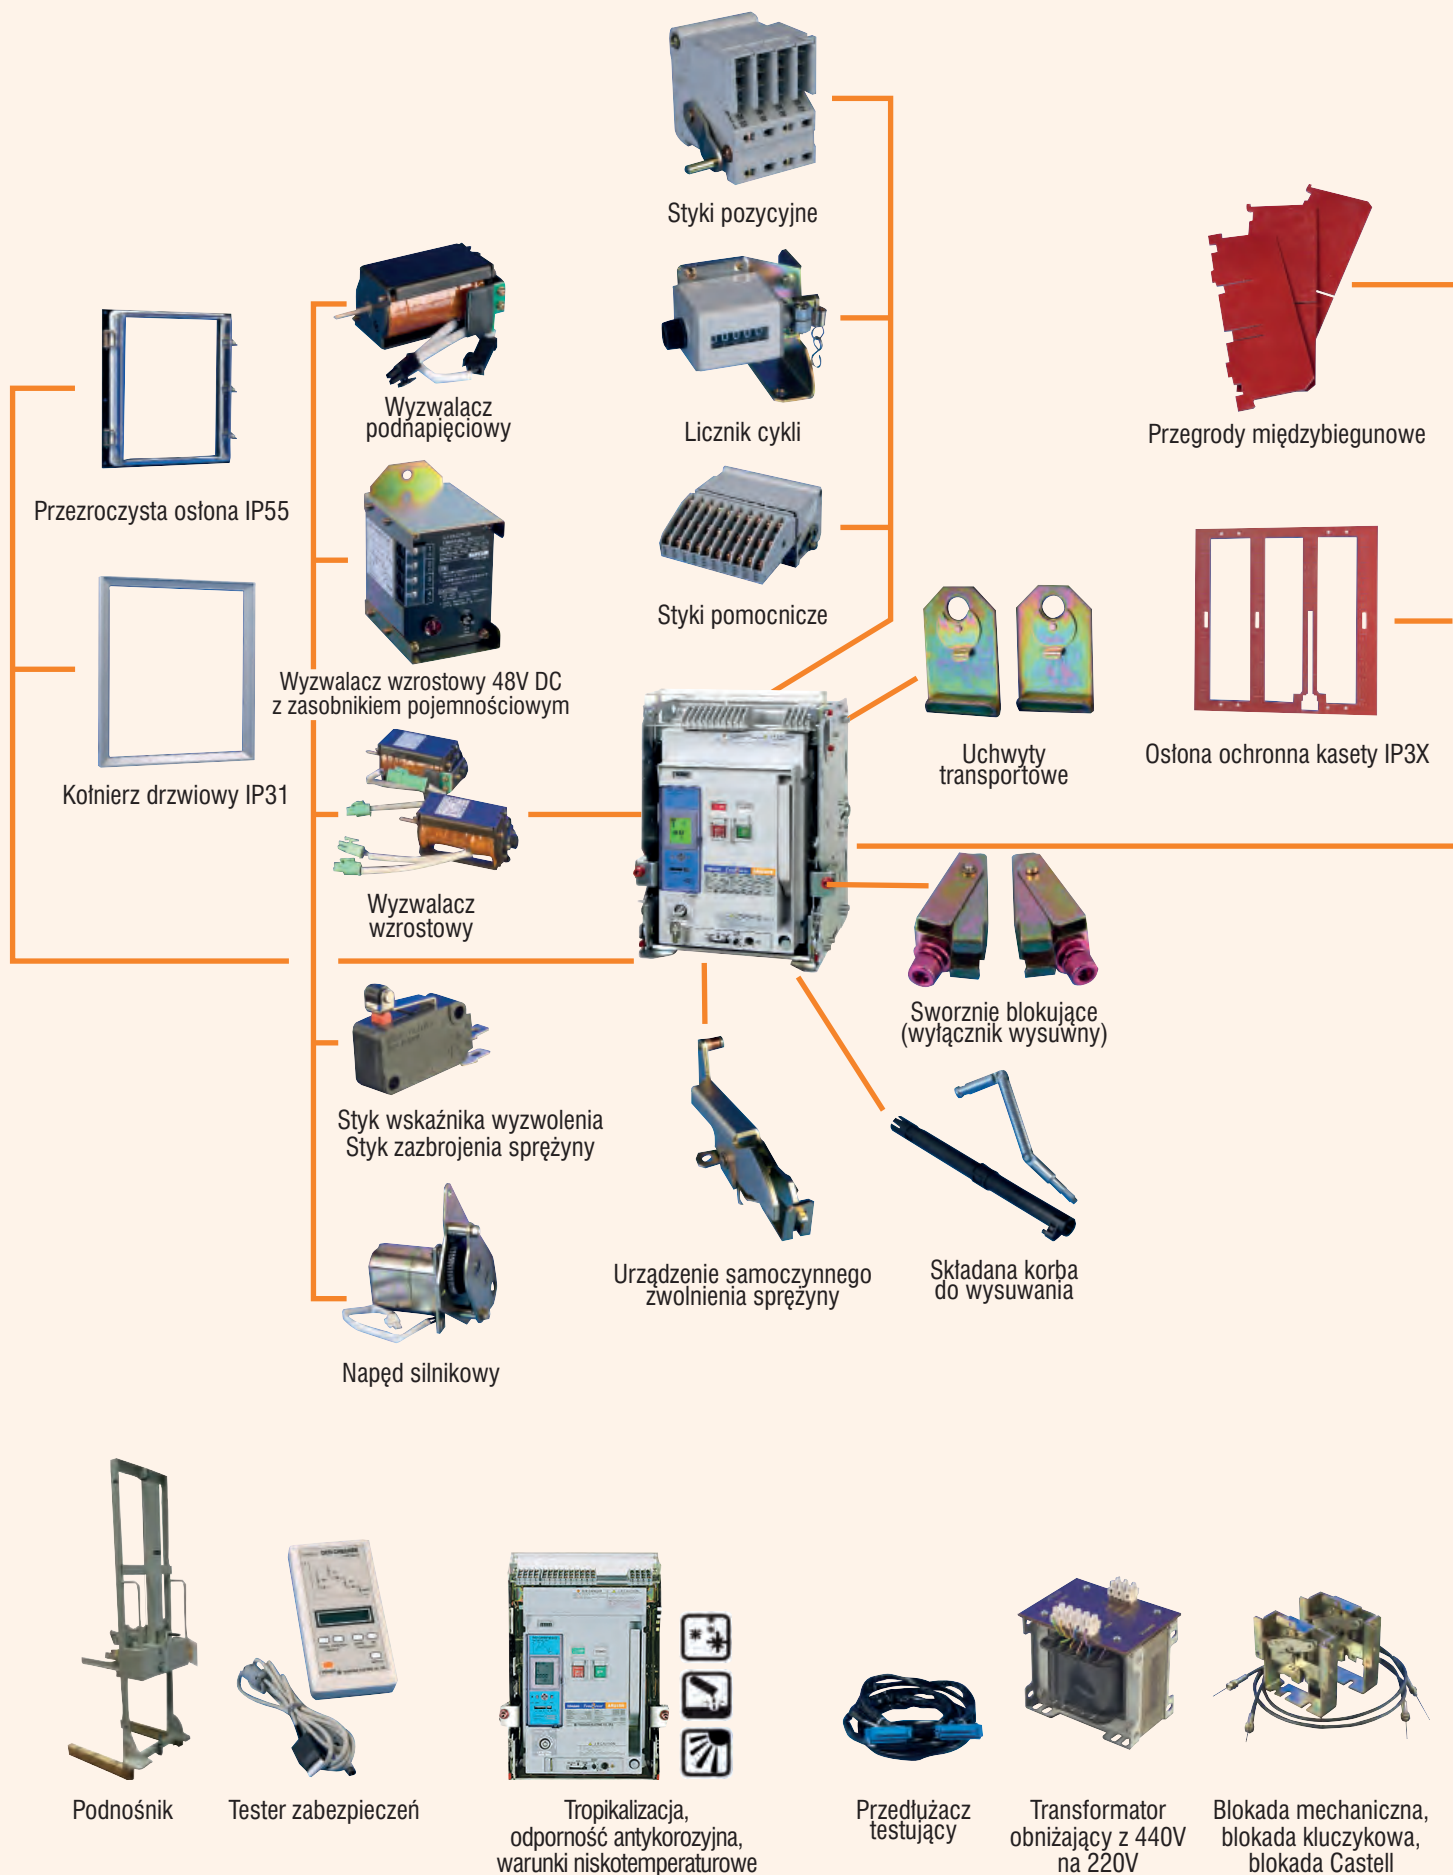 Styki pozycyjne
Wyzwalacz
podnapięciowy
Licznik cykli
Przegrody międzybiegunowe
Przezroczysta osłona IP55
Styki pomocnicze
Wyzwalacz wzrostowy 48V DC
z zasobnikiem pojemnościowym
Uchwyty
transportowe
Osłona ochronna kasety IP3X
Kołnierz drzwiowy IP31
Wyzwalacz
wzrostowy
Sworznie blokujące
(wyłącznik wysuwny)
Styk wskaźnika wyzwolenia
Styk zazbrojenia sprężyny
Urządzenie samoczynnego
zwolnienia sprężyny
Składana korba
do wysuwania
Napęd silnikowy
Podnośnik
Tester zabezpieczeń
Tropikalizacja,
odporność antykorozyjna,
warunki niskotemperaturowe
Przedłużacz
testujący
Transformator
obniżający z 440V
na 220V
Blokada mechaniczna,
blokada kluczykowa,
blokada Castell